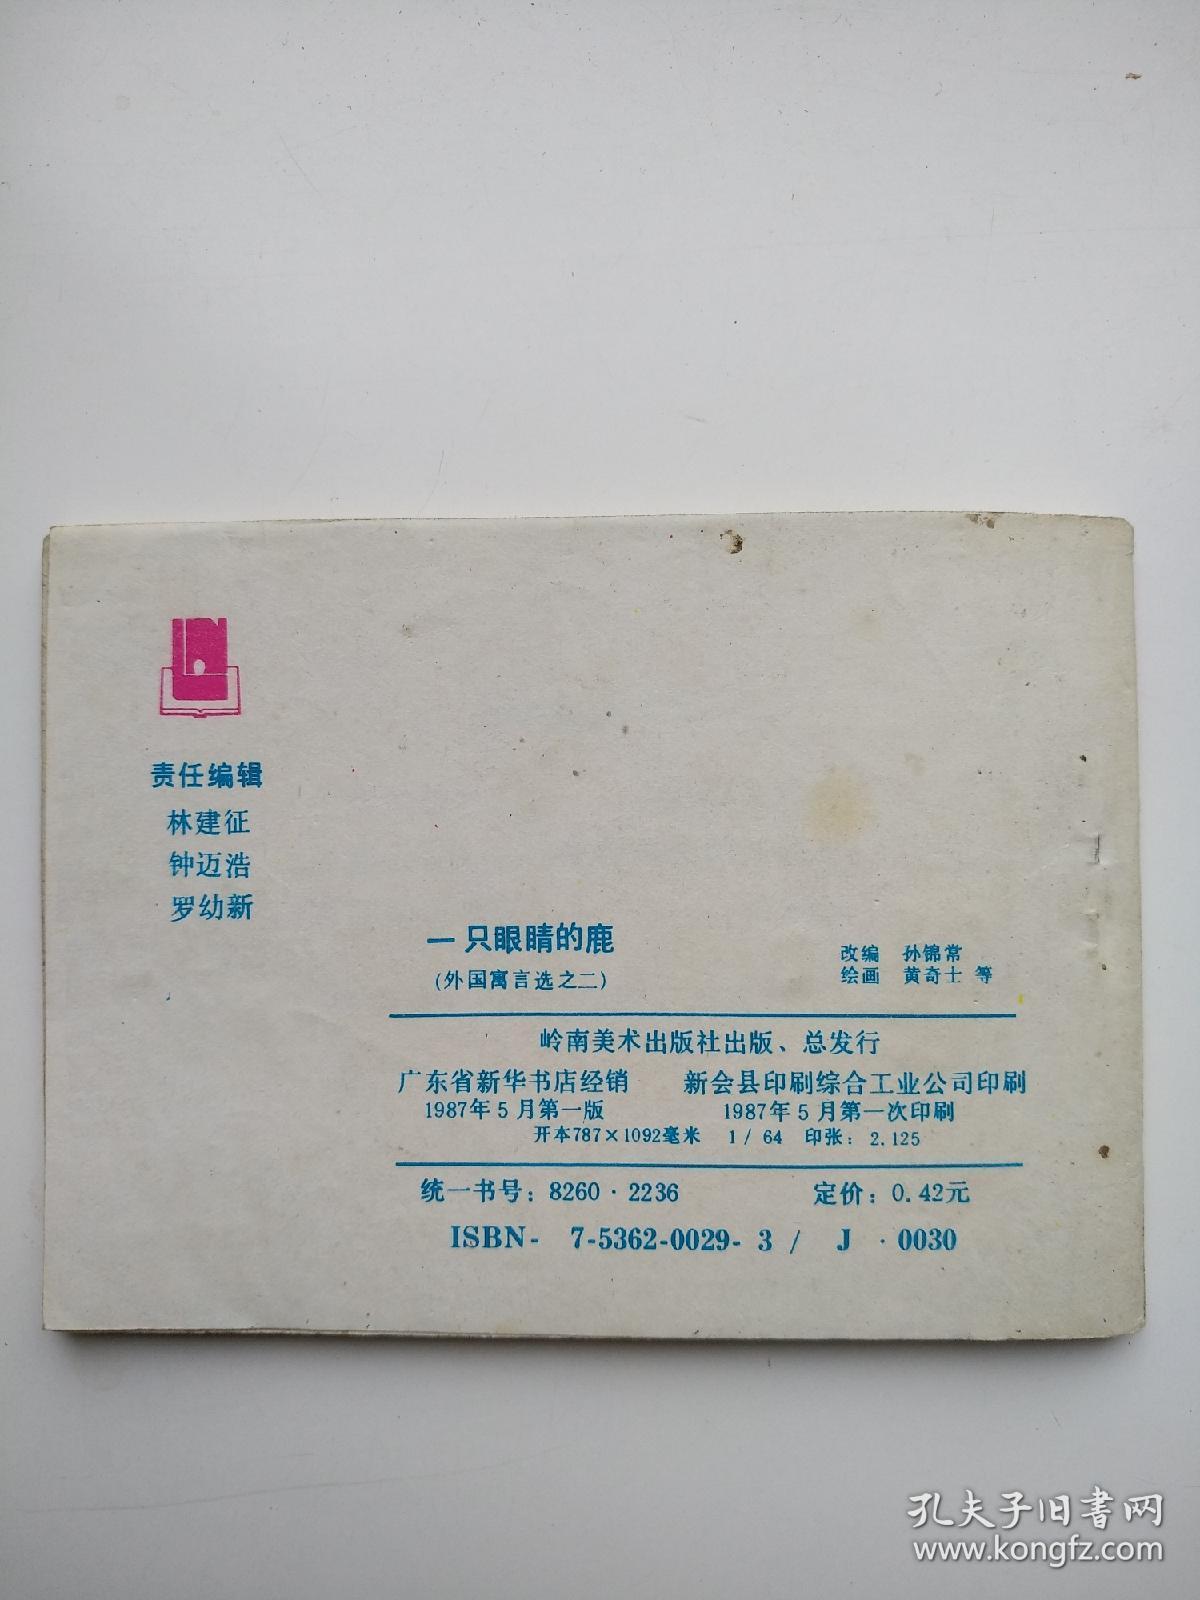 责任编辑
林建征
钟迈浩
罗幼新
一只眼睛的鹿
(外国寓言选之二)
改编 孙锦常
绘画 黄奇士 等
岭南美术出版社出版、总发行
广东省新华书店经销 新会县印刷综合工业公司印刷
1987年5月第一版 1987年5月第一次印刷
开本787×1092毫米 1/64 印张：2.125
统一书号：8260·2236 定价：0.42元
ISBN- 7-5362-0029-3/ J·0030
孔夫子旧书网
www.kongfz.com